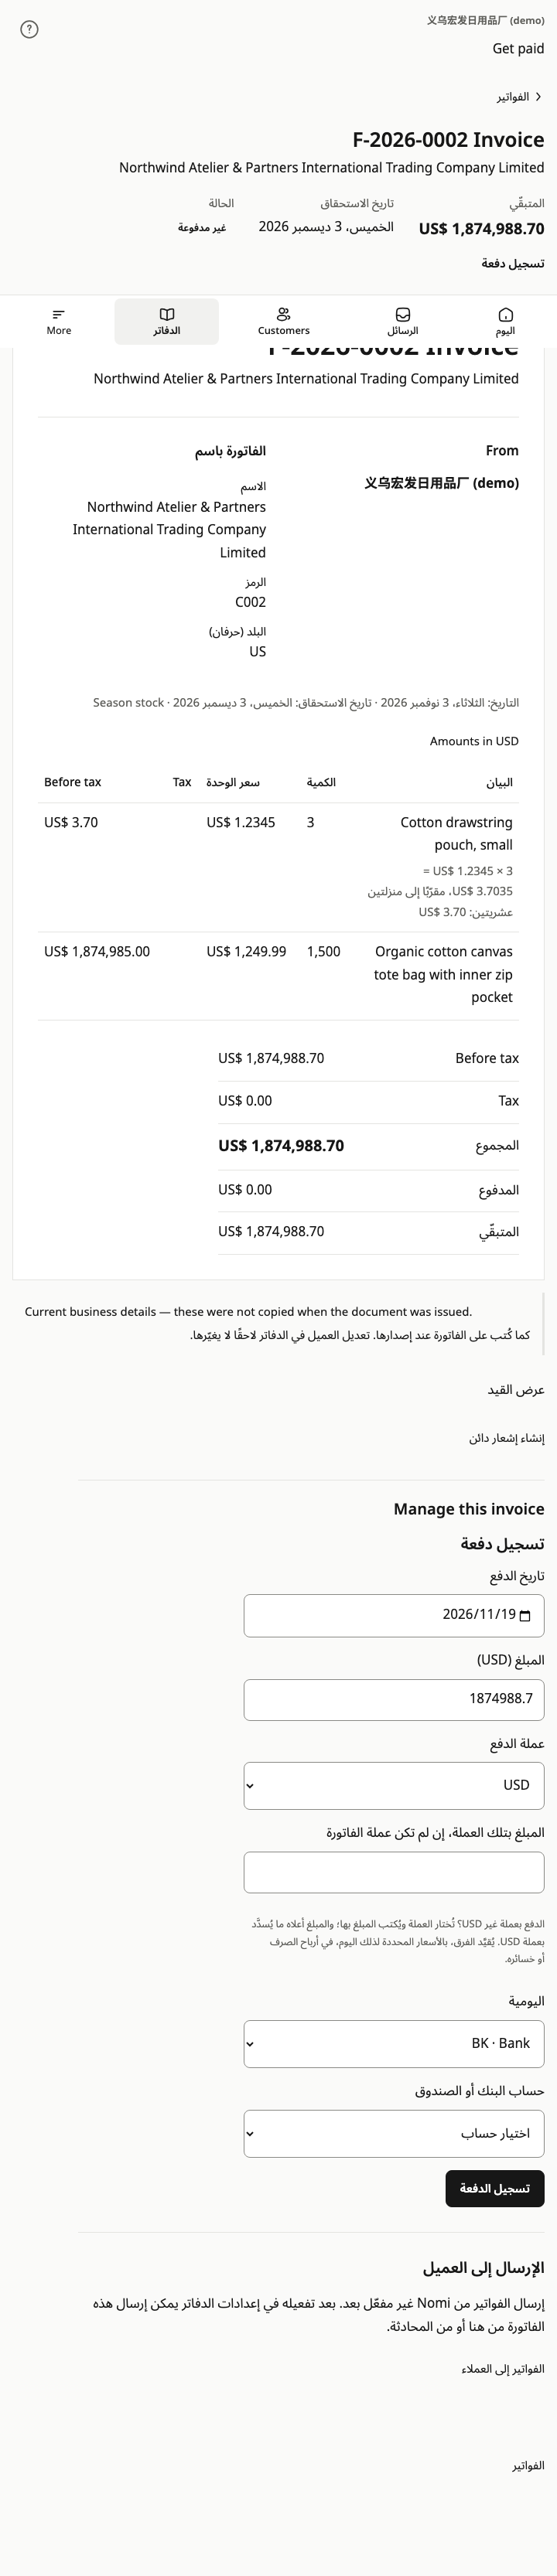 义乌宏发日用品厂 (demo)
Get paid
الفواتير
F-2026-0002 Invoice
Northwind Atelier & Partners International Trading Company Limited
المتبقّي
US$ 1,874,988.70
تاريخ الاستحقاق
الخميس، 3 ديسمبر 2026
الحالة
غير مدفوعة
تسجيل دفعة
اليوم
الرسائل
Customers
الدفاتر
More
F-2026-0002 Invoice
Northwind Atelier & Partners International Trading Company Limited
From
义乌宏发日用品厂 (demo)
الفاتورة باسم
الاسم
Northwind Atelier & Partners
International Trading Company
Limited
الرمز
C002
البلد (حرفان)
US
التاريخ: الثلاثاء، 3 نوفمبر 2026 · تاريخ الاستحقاق: الخميس، 3 ديسمبر 2026 · Season stock
Amounts in USD
البيان الكمية سعر الوحدة Tax Before tax
Cotton drawstring
pouch, small
3 US$ 1.2345 US$ 3.70
3 × US$ 1.2345 =
US$ 3.7035، مقرّبًا إلى منزلتين
عشريتين: US$ 3.70
Organic cotton canvas
tote bag with inner zip
pocket
1,500 US$ 1,249.99 US$ 1,874,985.00
Before tax US$ 1,874,988.70
Tax US$ 0.00
المجموع US$ 1,874,988.70
المدفوع US$ 0.00
المتبقّي US$ 1,874,988.70
Current business details — these were not copied when the document was issued.
كما كُتب على الفاتورة عند إصدارها. تعديل العميل في الدفاتر لاحقًا لا يغيّرها.
عرض القيد
إنشاء إشعار دائن
Manage this invoice
تسجيل دفعة
تاريخ الدفع
2026/11/19
المبلغ (USD)
1874988.7
عملة الدفع
USD
المبلغ بتلك العملة، إن لم تكن عملة الفاتورة
الدفع بعملة غير USD؟ تُختار العملة ويُكتب المبلغ بها؛ والمبلغ أعلاه ما يُسدَّد
بعملة USD. يُقيَّد الفرق، بالأسعار المحددة لذلك اليوم، في أرباح الصرف
أو خسائره.
اليومية
BK · Bank
حساب البنك أو الصندوق
اختيار حساب
تسجيل الدفعة
الإرسال إلى العميل
إرسال الفواتير من Nomi غير مفعّل بعد. بعد تفعيله في إعدادات الدفاتر يمكن إرسال هذه
الفاتورة من هنا أو من المحادثة.
الفواتير إلى العملاء
الفواتير